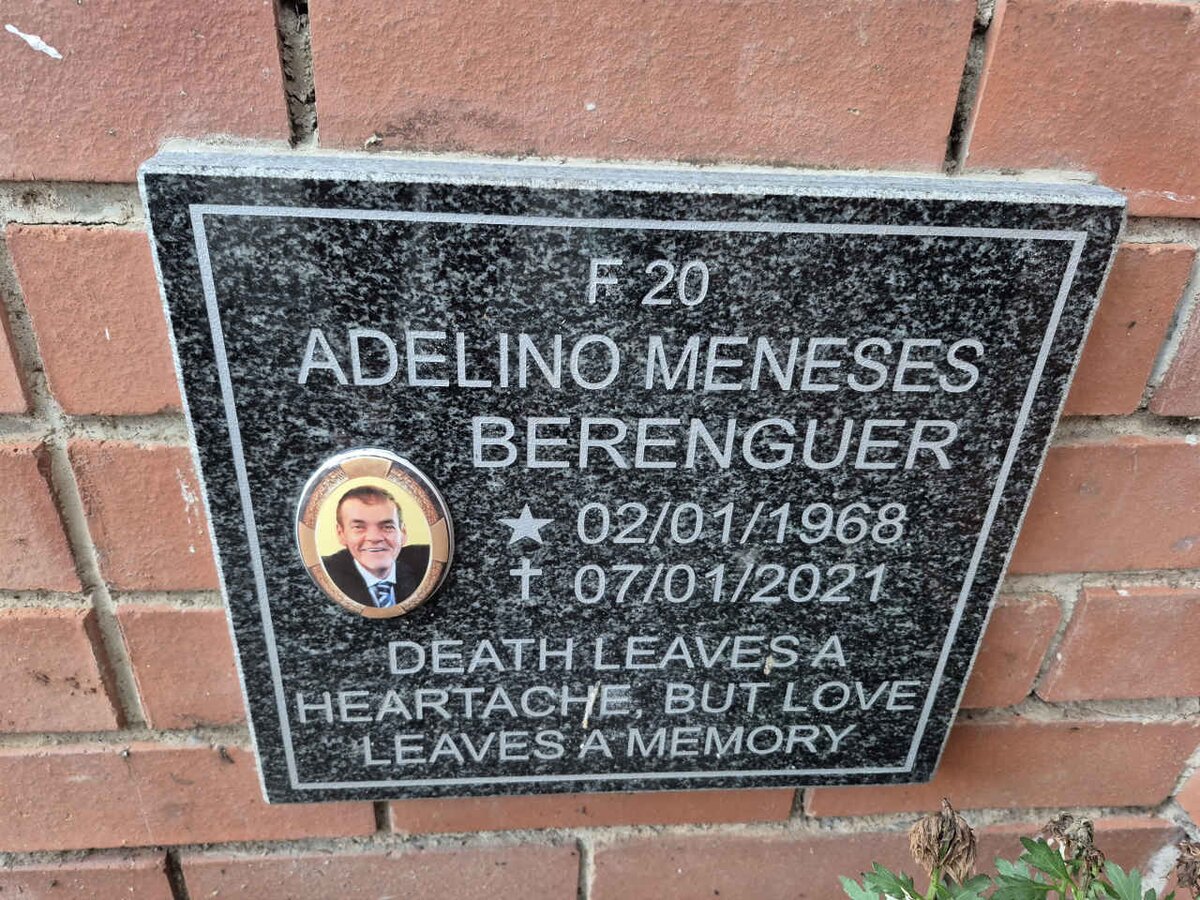 F 20
ADELINO MENESES
BERENGUER
★ 02/01/1968
✝ 07/01/2021
DEATH LEAVES A
HEARTACHE, BUT LOVE
LEAVES A MEMORY